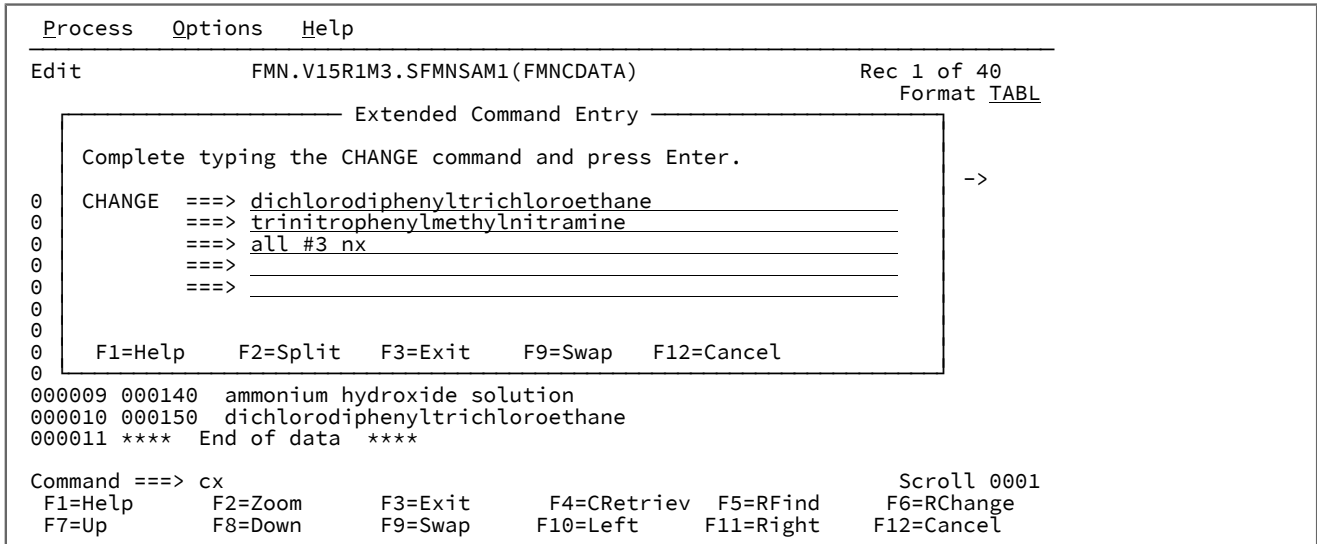 Process Options Help
Edit FMN.V15R1M3.SFMNSAM1(FMNCDATA) Rec 1 of 40
Format TABL
Extended Command Entry
Complete typing the CHANGE command and press Enter.
->
0 CHANGE ===> dichlorodiphenyltrichloroethane
0 ===> trinitrophenylmethylnitramine
0 ===> all #3 nx
0 ===>
0 ===>
0
0
0 F1=Help F2=Split F3=Exit F9=Swap F12=Cancel
0
000009 000140 ammonium hydroxide solution
000010 000150 dichlorodiphenyltrichloroethane
000011 **** End of data ****
Command ===> cx Scroll 0001
F1=Help F2=Zoom F3=Exit F4=CRetriev F5=RFind F6=RChange
F7=Up F8=Down F9=Swap F10=Left F11=Right F12=Cancel